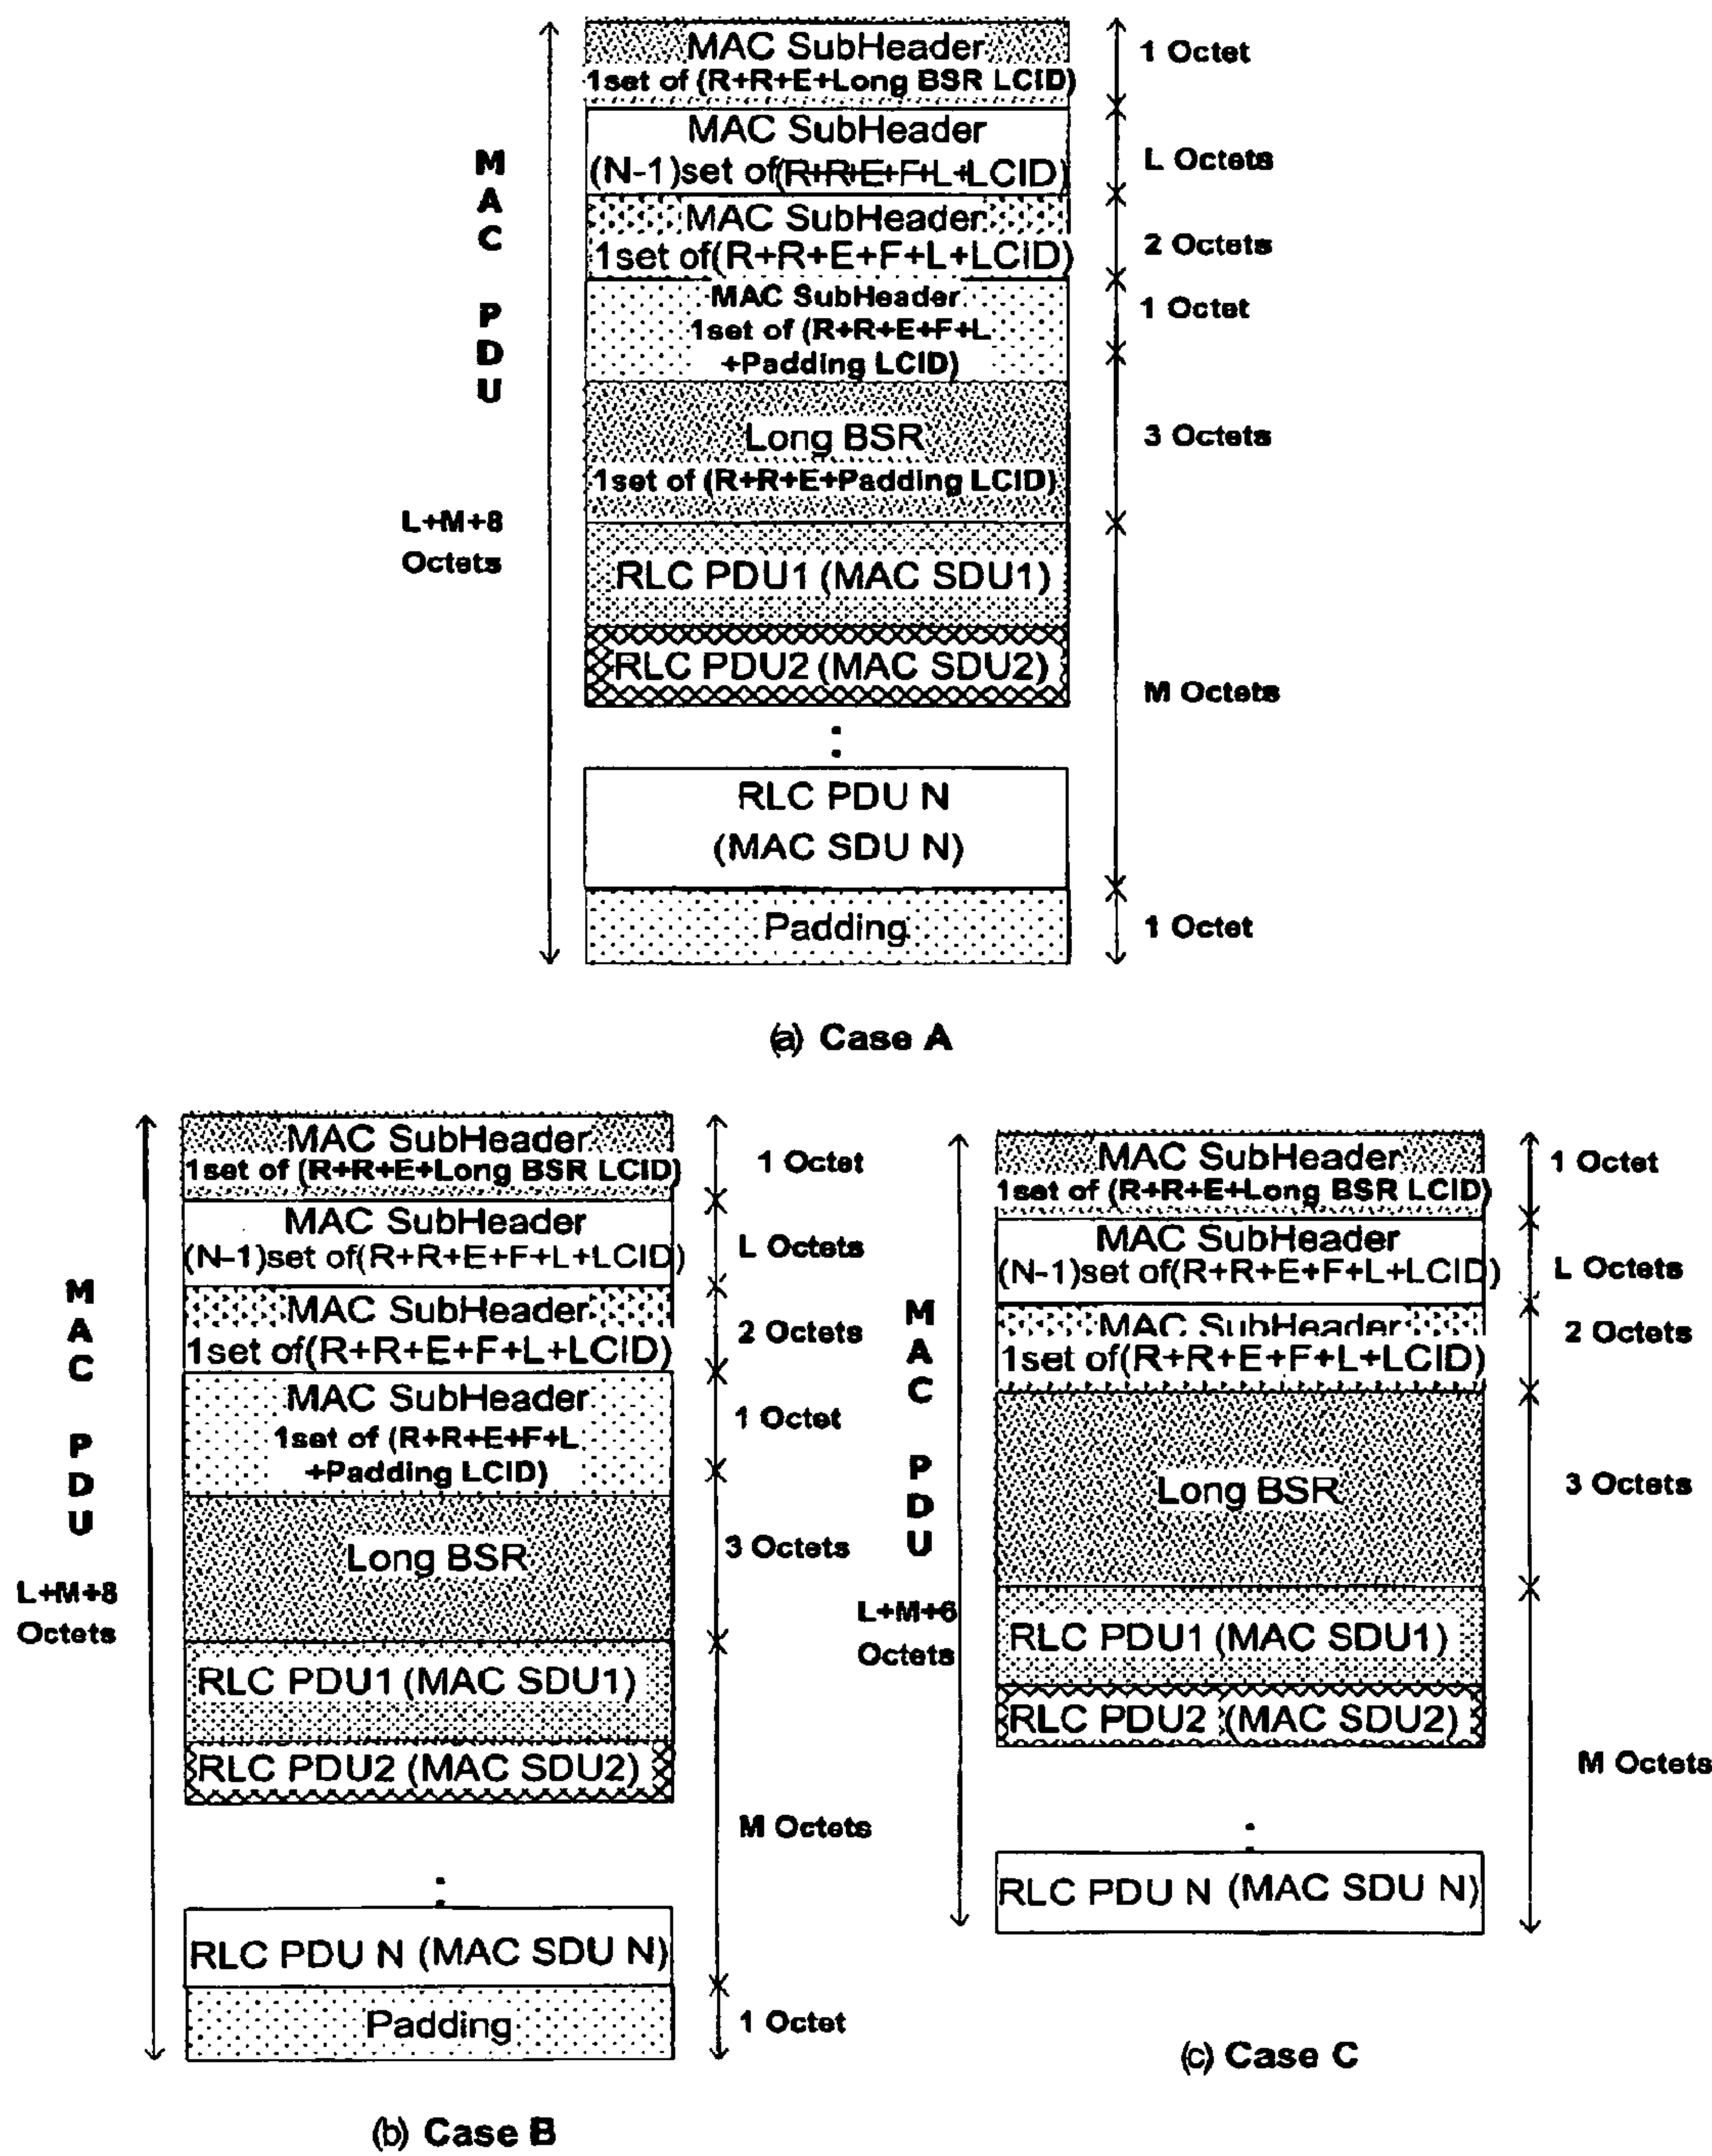 MAC SubHeader
1set of (R+R+E+Long BSR LCID)
1 Octet
MAC SubHeader
(N-1)set of(R+R+E+F+L+LCID)
L Octets
MAC SubHeader
1set of(R+R+E+F+L+LCID)
2 Octets
MAC SubHeader
1set of (R+R+E+F+L
+Padding LCID)
1 Octet
Long BSR
1set of (R+R+E+Padding LCID)
3 Octets
MAC PDU
L+M+8
Octets
RLC PDU1 (MAC SDU1)
RLC PDU2 (MAC SDU2)
M Octets
:
RLC PDU N
(MAC SDU N)
Padding
1 Octet
(a) Case A
MAC SubHeader
1set of (R+R+E+Long BSR LCID)
1 Octet
MAC SubHeader
(N-1)set of(R+R+E+F+L+LCID)
L Octets
MAC SubHeader
1set of(R+R+E+F+L+LCID)
2 Octets
MAC SubHeader
1set of (R+R+E+F+L
+Padding LCID)
1 Octet
MAC PDU
Long BSR
3 Octets
L+M+8
Octets
RLC PDU1 (MAC SDU1)
RLC PDU2 (MAC SDU2)
M Octets
:
RLC PDU N (MAC SDU N)
Padding
1 Octet
(b) Case B
MAC SubHeader
1set of (R+R+E+Long BSR LCID)
1 Octet
MAC SubHeader
(N-1)set of(R+R+E+F+L+LCID)
L Octets
MAC SubHeader
1set of(R+R+E+F+L+LCID)
2 Octets
MAC PDU
Long BSR
3 Octets
L+M+6
Octets
RLC PDU1 (MAC SDU1)
RLC PDU2 (MAC SDU2)
M Octets
:
RLC PDU N (MAC SDU N)
(c) Case C